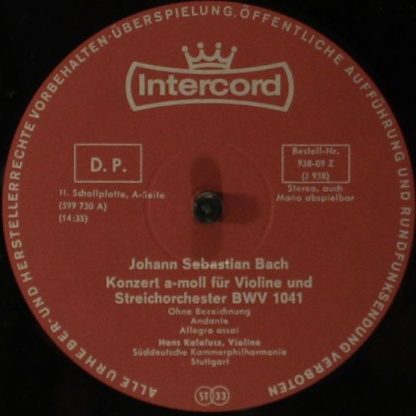 ALLE URHEBER- UND HERSTELLERRECHTE VORBEHALTEN · ÜBERSPIELUNG, ÖFFENTLICHE AUFFÜHRUNG UND RUNDFUNKSENDUNG VERBOTEN
Intercord
D. P.
Bestell-Nr.
938-09 Z
(J 938)
II. Schallplatte, A-Seite
(599 730 A)
(14:35)
Stereo, auch
Mono abspielbar
Johann Sebastian Bach
Konzert a-moll für Violine und
Streichorchester BWV 1041
Ohne Bezeichnung
Andante
Allegro assai
Hans Kalafusz, Violine
Süddeutsche Kammerphilharmonie
Stuttgart
ST 33